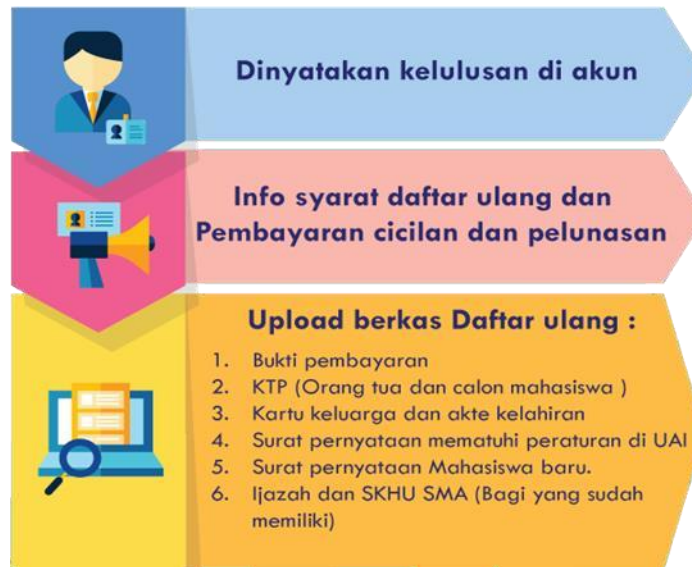 Dinyatakan kelulusan di akun
Info syarat daftar ulang dan
Pembayaran cicilan dan pelunasan
Upload berkas Daftar ulang :
1. Bukti pembayaran
2. KTP (Orang tua dan calon mahasiswa )
3. Kartu keluarga dan akte kelahiran
4. Surat pernyataan mematuhi peraturan di UAI
5. Surat pernyataan Mahasiswa baru.
6. Ijazah dan SKHU SMA (Bagi yang sudah
memiliki)